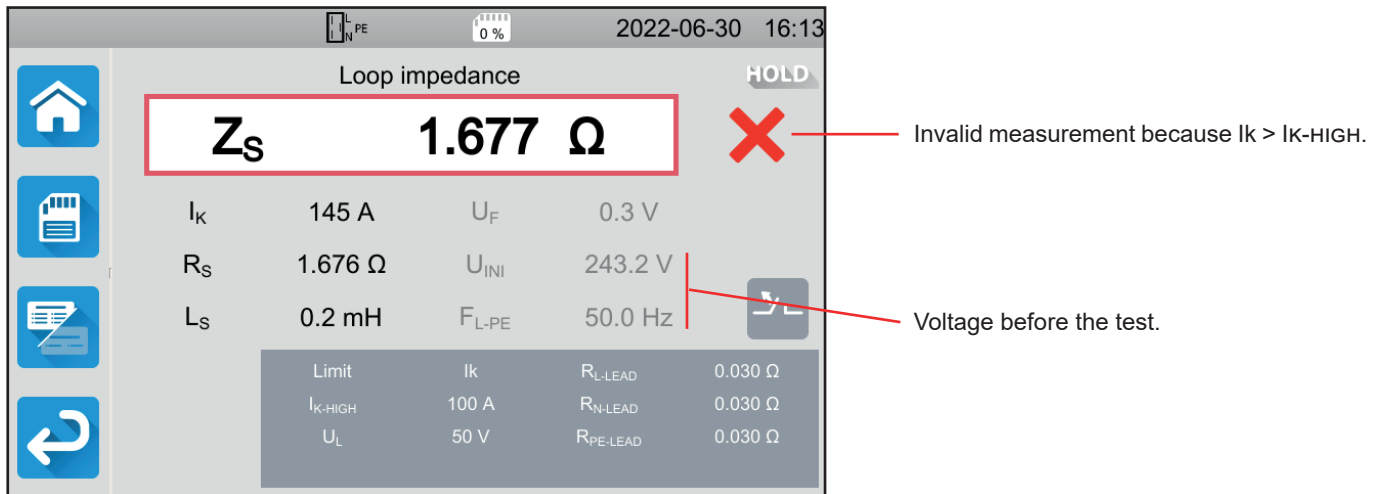 L N PE 0 % 2022-06-30 16:13
Loop impedance HOLD
ZS 1.677 Ω
Invalid measurement because Ik > IK-HIGH.
IK 145 A UF 0.3 V
RS 1.676 Ω UINI 243.2 V
LS 0.2 mH FL-PE 50.0 Hz
Voltage before the test.
Limit Ik RL-LEAD 0.030 Ω
IK-HIGH 100 A RN-LEAD 0.030 Ω
UL 50 V RPE-LEAD 0.030 Ω